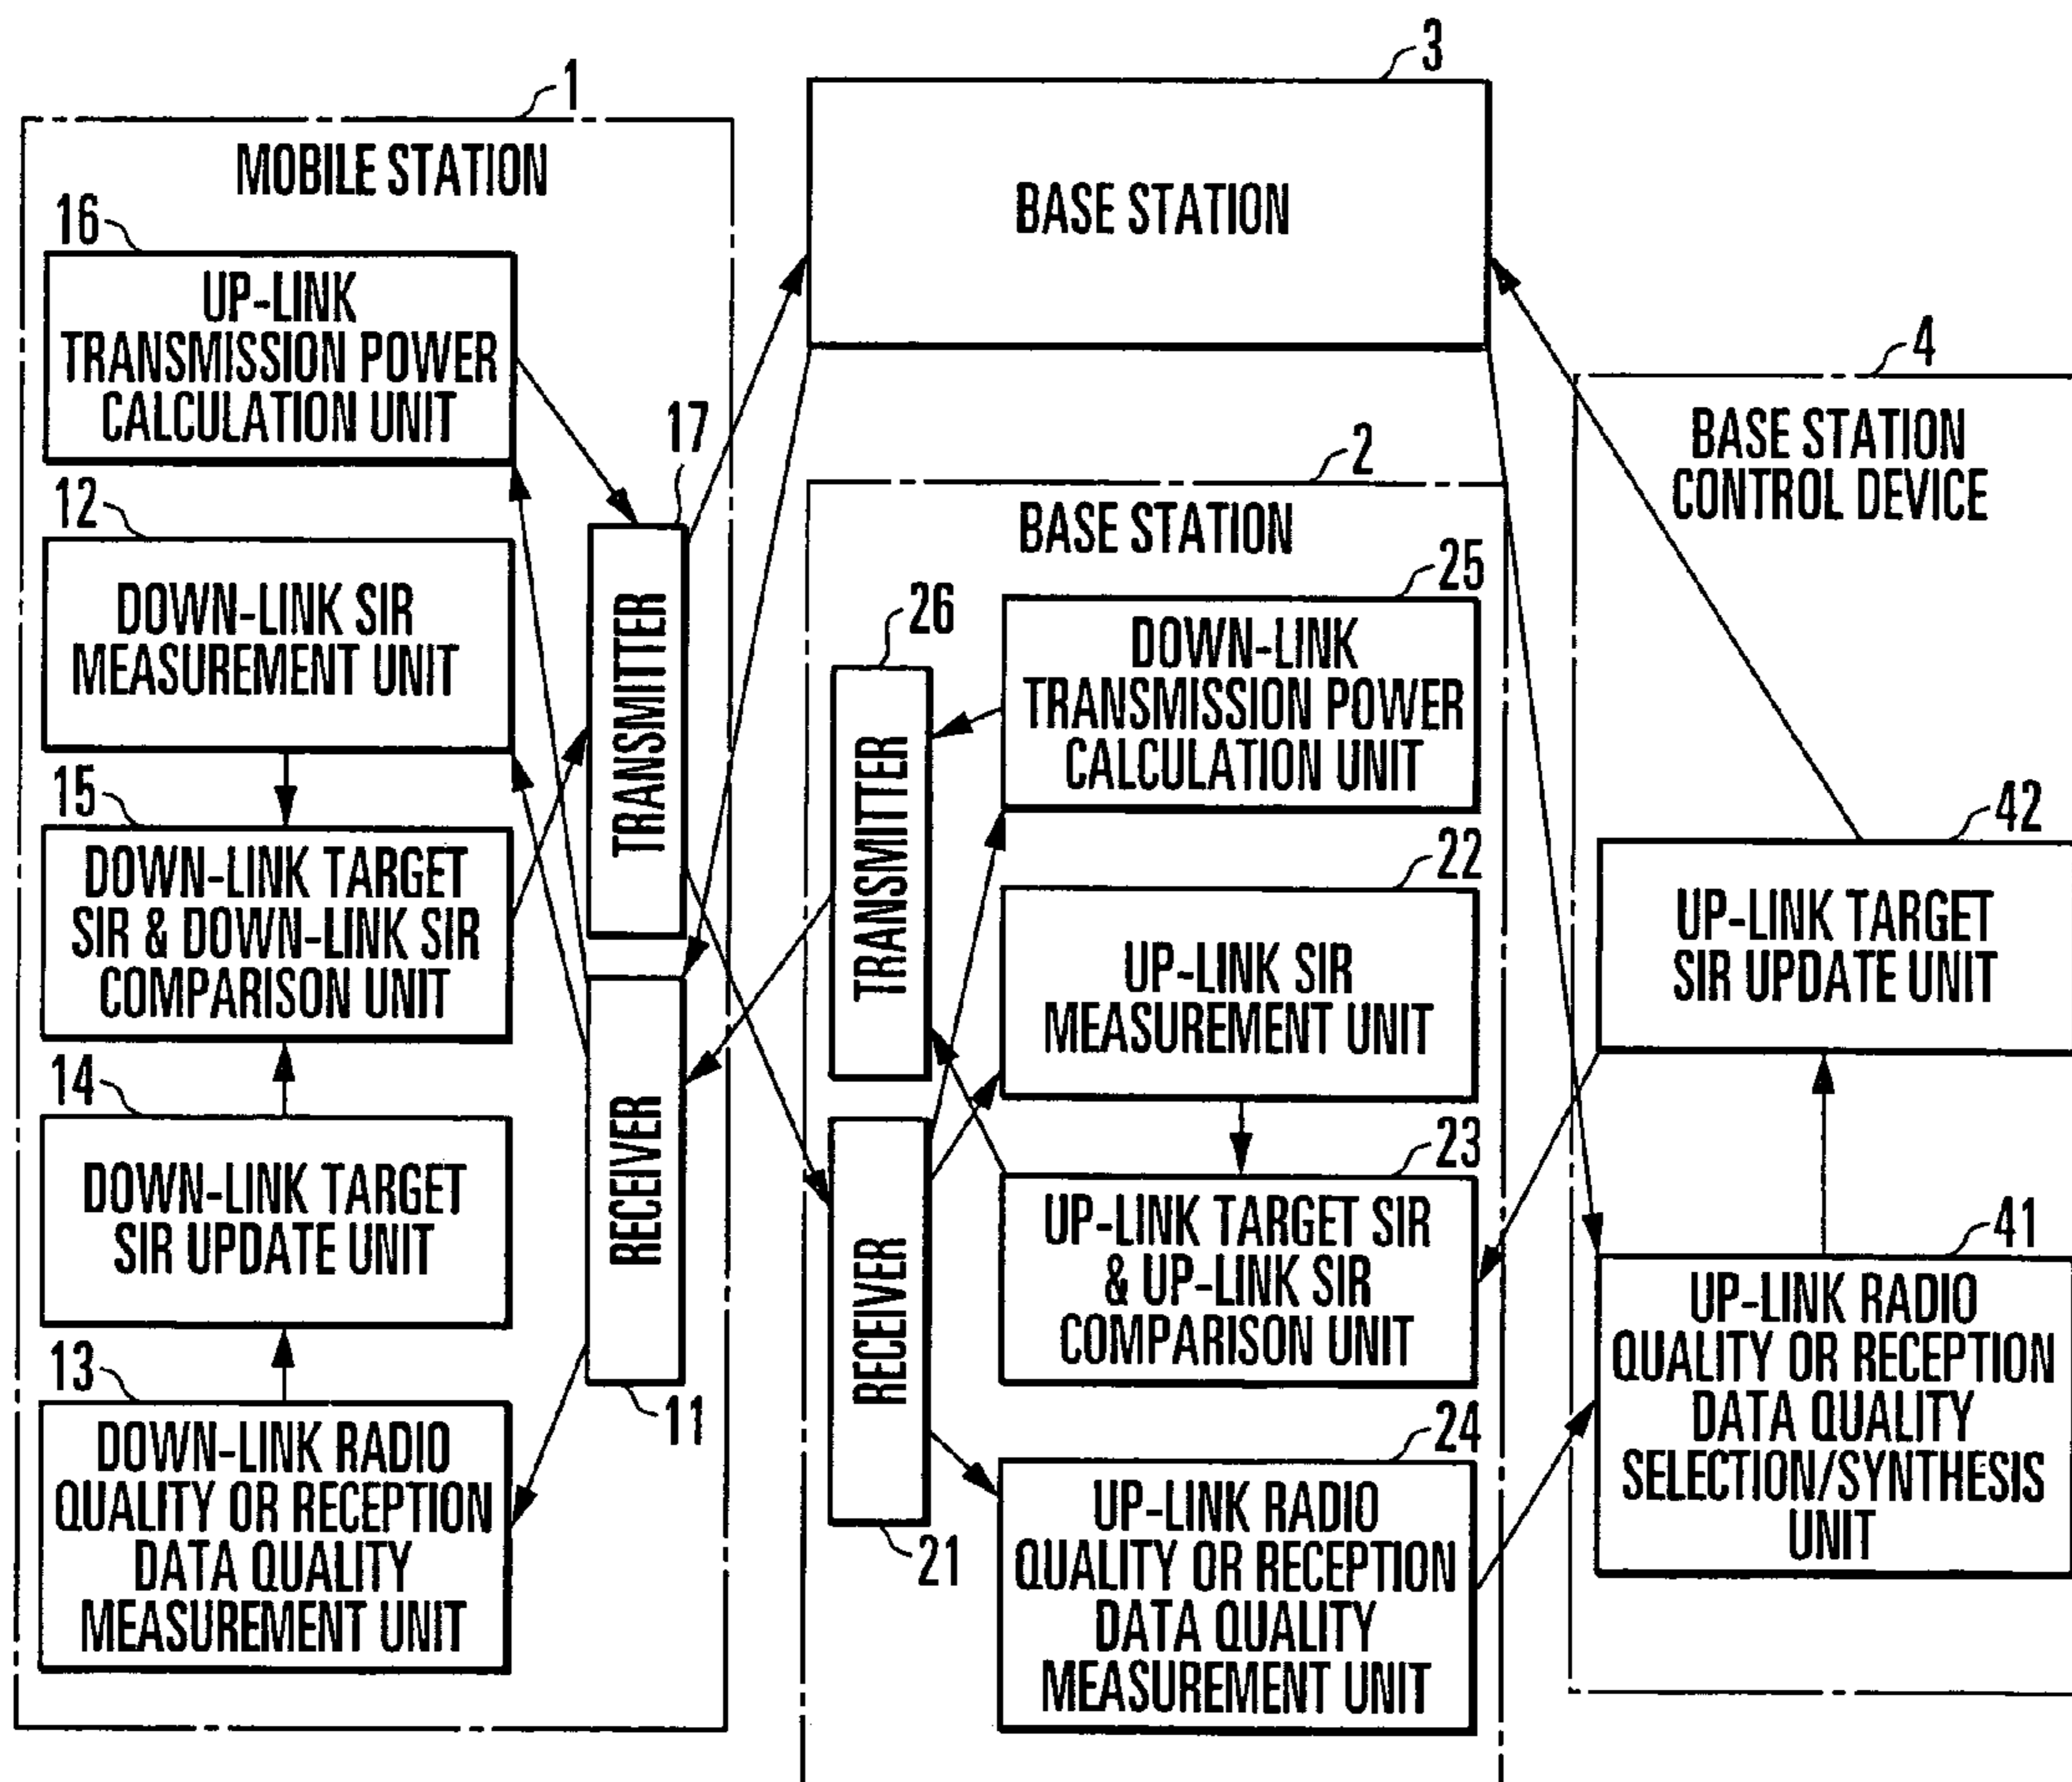 1
MOBILE STATION
16
UP-LINK
TRANSMISSION POWER
CALCULATION UNIT
12
DOWN-LINK SIR
MEASUREMENT UNIT
15
DOWN-LINK TARGET
SIR & DOWN-LINK SIR
COMPARISON UNIT
14
DOWN-LINK TARGET
SIR UPDATE UNIT
13
DOWN-LINK RADIO
QUALITY OR RECEPTION
DATA QUALITY
MEASUREMENT UNIT
17
TRANSMITTER
RECEIVER
11
3
BASE STATION
2
BASE STATION
26
TRANSMITTER
RECEIVER
21
25
DOWN-LINK
TRANSMISSION POWER
CALCULATION UNIT
22
UP-LINK SIR
MEASUREMENT UNIT
23
UP-LINK TARGET SIR
& UP-LINK SIR
COMPARISON UNIT
24
UP-LINK RADIO
QUALITY OR RECEPTION
DATA QUALITY
MEASUREMENT UNIT
4
BASE STATION
CONTROL DEVICE
42
UP-LINK TARGET
SIR UPDATE UNIT
41
UP-LINK RADIO
QUALITY OR RECEPTION
DATA QUALITY
SELECTION/SYNTHESIS
UNIT